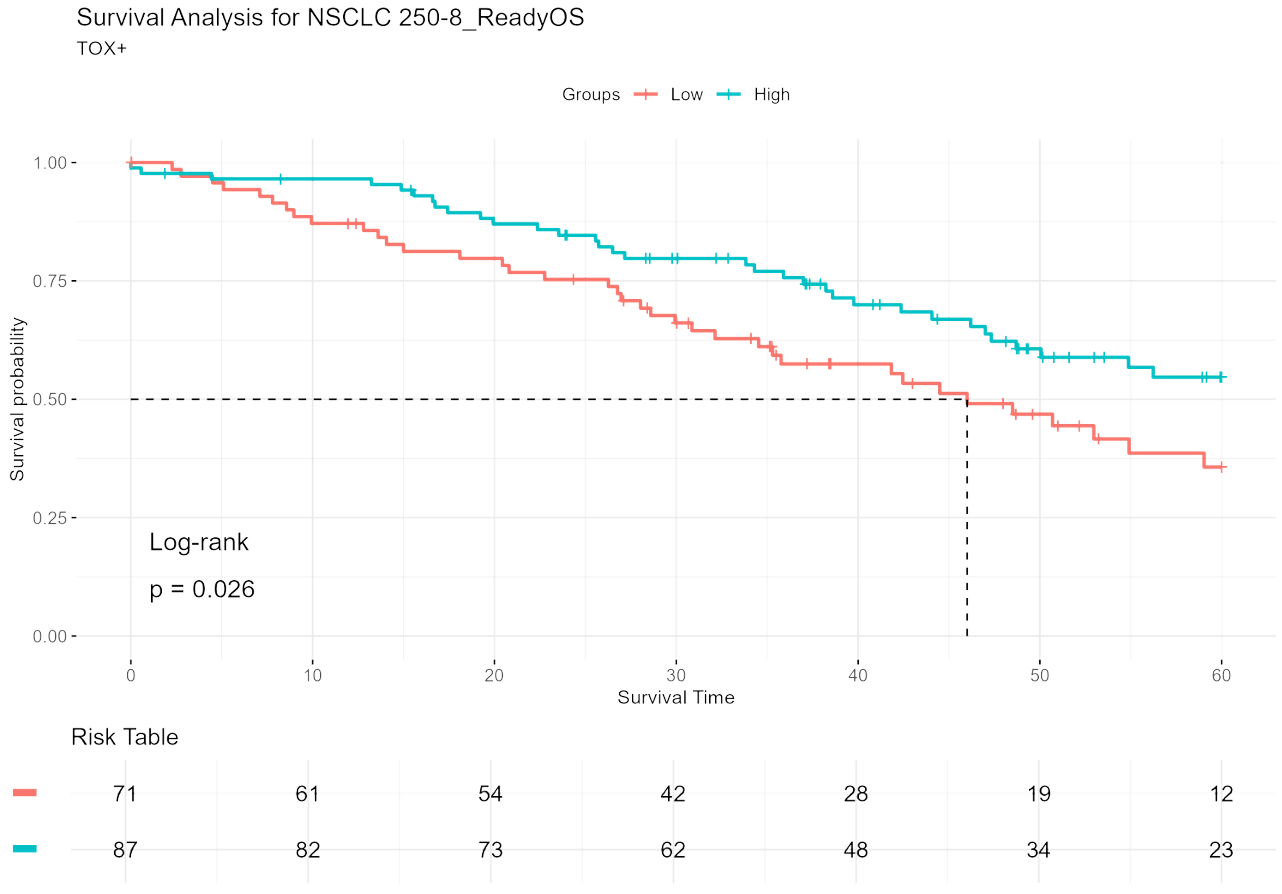 Survival Analysis for NSCLC 250-8_ReadyOS
TOX+
Groups Low High
1.00
0.75
0.50
0.25
0.00
Survival probability
Log-rank
p = 0.026
0 10 20 30 40 50 60
Survival Time
Risk Table
71 61 54 42 28 19 12
87 82 73 62 48 34 23